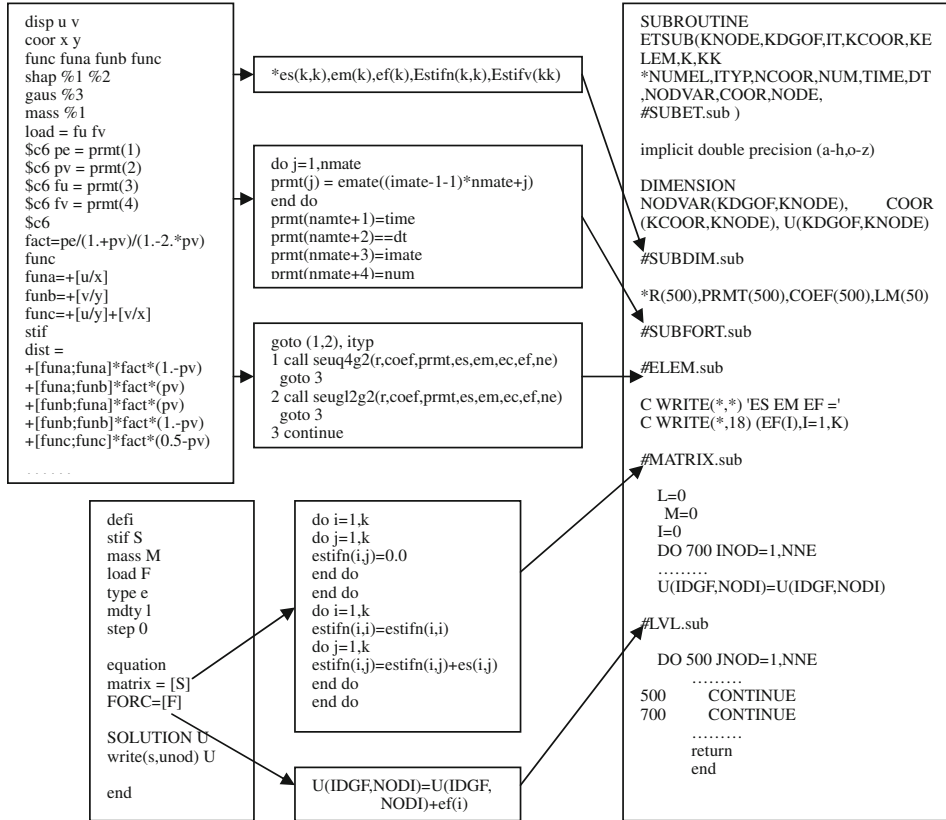 disp u v
coor x y
func funa funb func
shap %1 %2
gaus %3
mass %1
load = fu fv
$c6 pe = prmt(1)
$c6 pv = prmt(2)
$c6 fu = prmt(3)
$c6 fv = prmt(4)
$c6
fact=pe/(1.+pv)/(1.-2.*pv)
func
funa=+[u/x]
funb=+[v/y]
func=+[u/y]+[v/x]
stif
dist =
+[funa;funa]*fact*(1.-pv)
+[funa;funb]*fact*(pv)
+[funb;funa]*fact*(pv)
+[funb;funb]*fact*(1.-pv)
+[func;func]*fact*(0.5-pv)
. . . . . .
*es(k,k),em(k),ef(k),Estifn(k,k),Estifv(kk)
do j=1,nmate
prmt(j) = emate((imate-1-1)*nmate+j)
end do
prmt(namte+1)=time
prmt(namte+2)==dt
prmt(nmate+3)=imate
prmt(nmate+4)=num
goto (1,2), ityp
1 call seuq4g2(r,coef,prmt,es,em,ec,ef,ne)
goto 3
2 call seugl2g2(r,coef,prmt,es,em,ec,ef,ne)
goto 3
3 continue
defi
stif S
mass M
load F
type e
mdty l
step 0
equation
matrix = [S]
FORC=[F]
SOLUTION U
write(s,unod) U
end
do i=1,k
do j=1,k
estifn(i,j)=0.0
end do
end do
do i=1,k
estifn(i,i)=estifn(i,i)
do j=1,k
estifn(i,j)=estifn(i,j)+es(i,j)
end do
end do
U(IDGF,NODI)=U(IDGF,
NODI)+ef(i)
SUBROUTINE
ETSUB(KNODE,KDGOF,IT,KCOOR,KE
LEM,K,KK
*NUMEL,ITYP,NCOOR,NUM,TIME,DT
,NODVAR,COOR,NODE,
#SUBET.sub )
implicit double precision (a-h,o-z)
DIMENSION
NODVAR(KDGOF,KNODE), COOR
(KCOOR,KNODE), U(KDGOF,KNODE)
#SUBDIM.sub
*R(500),PRMT(500),COEF(500),LM(50)
#SUBFORT.sub
#ELEM.sub
C WRITE(*,*) 'ES EM EF ='
C WRITE(*,18) (EF(I),I=1,K)
#MATRIX.sub
L=0
M=0
I=0
DO 700 INOD=1,NNE
………
U(IDGF,NODI)=U(IDGF,NODI)
#LVL.sub
DO 500 JNOD=1,NNE
………
500 CONTINUE
700 CONTINUE
………
return
end